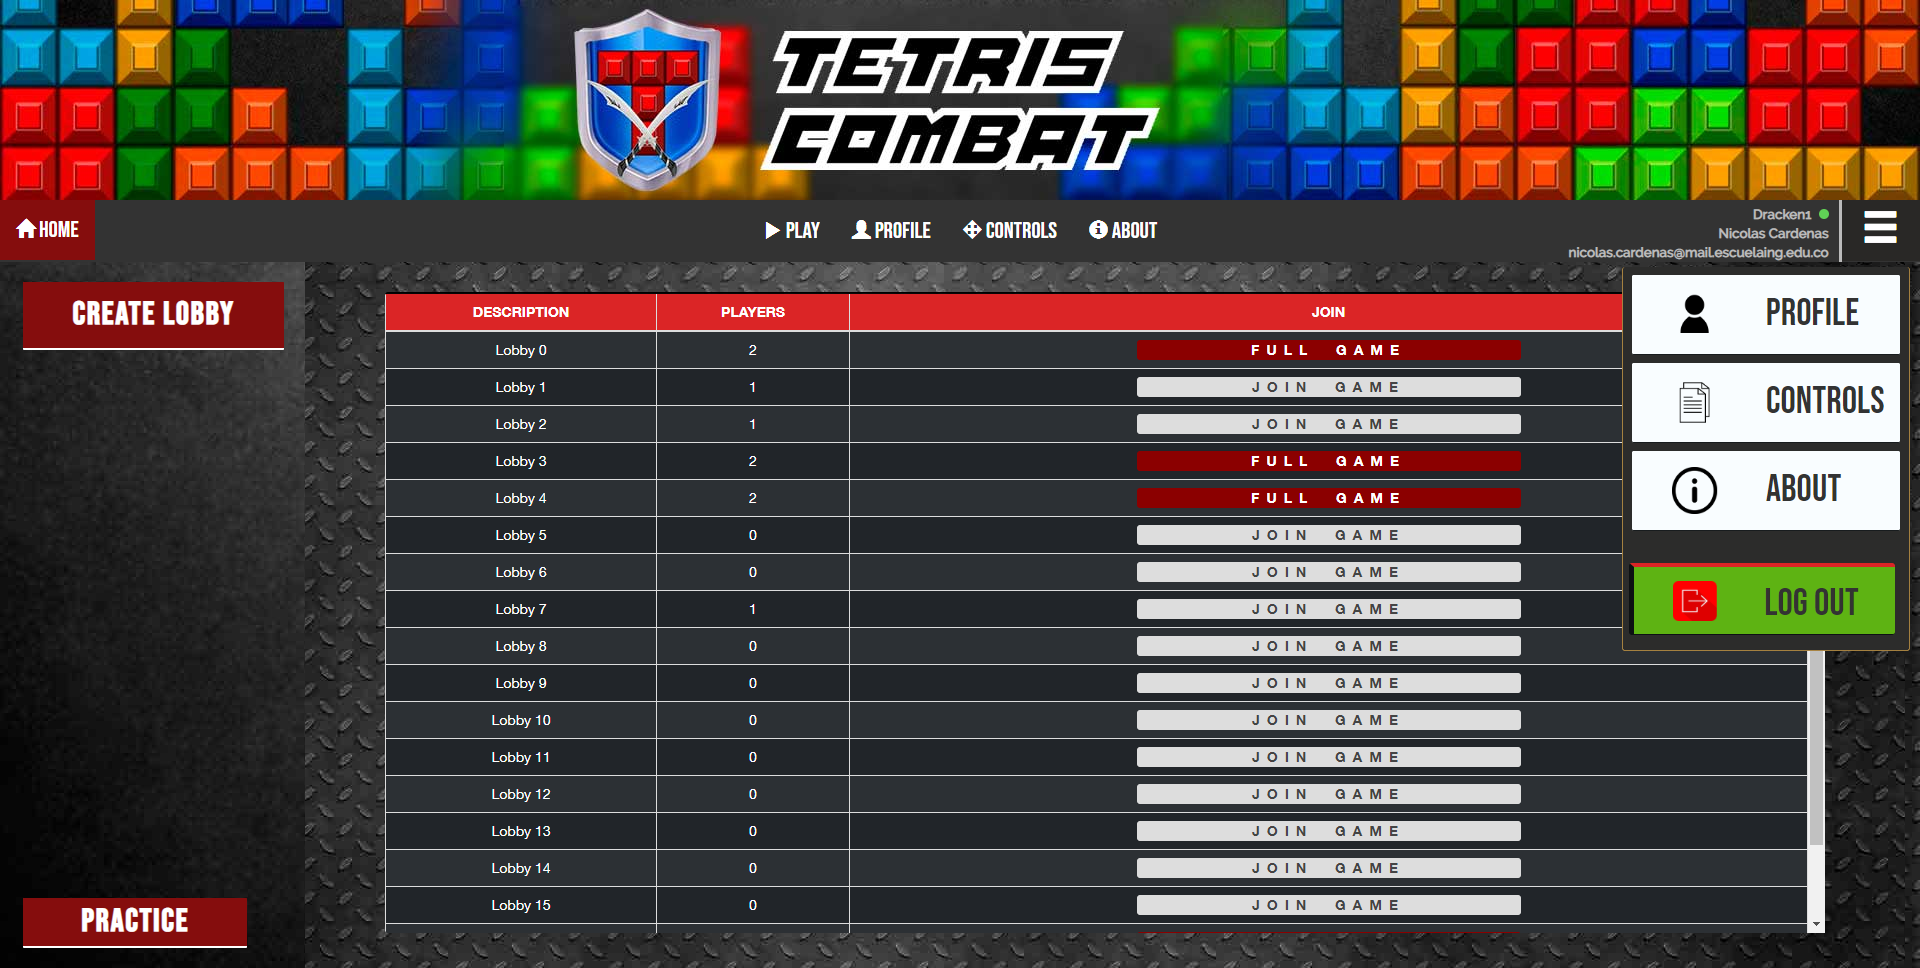 TETRIS
COMBAT
HOME
PLAY PROFILE CONTROLS ABOUT
Dracken1
Nicolas Cardenas
nicolas.cardenas@mail.escuelaing.edu.co
CREATE LOBBY
PRACTICE
DESCRIPTION PLAYERS JOIN
Lobby 0 2 FULL GAME
Lobby 1 1 JOIN GAME
Lobby 2 1 JOIN GAME
Lobby 3 2 FULL GAME
Lobby 4 2 FULL GAME
Lobby 5 0 JOIN GAME
Lobby 6 0 JOIN GAME
Lobby 7 1 JOIN GAME
Lobby 8 0 JOIN GAME
Lobby 9 0 JOIN GAME
Lobby 10 0 JOIN GAME
Lobby 11 0 JOIN GAME
Lobby 12 0 JOIN GAME
Lobby 13 0 JOIN GAME
Lobby 14 0 JOIN GAME
Lobby 15 0 JOIN GAME
PROFILE
CONTROLS
ABOUT
LOG OUT